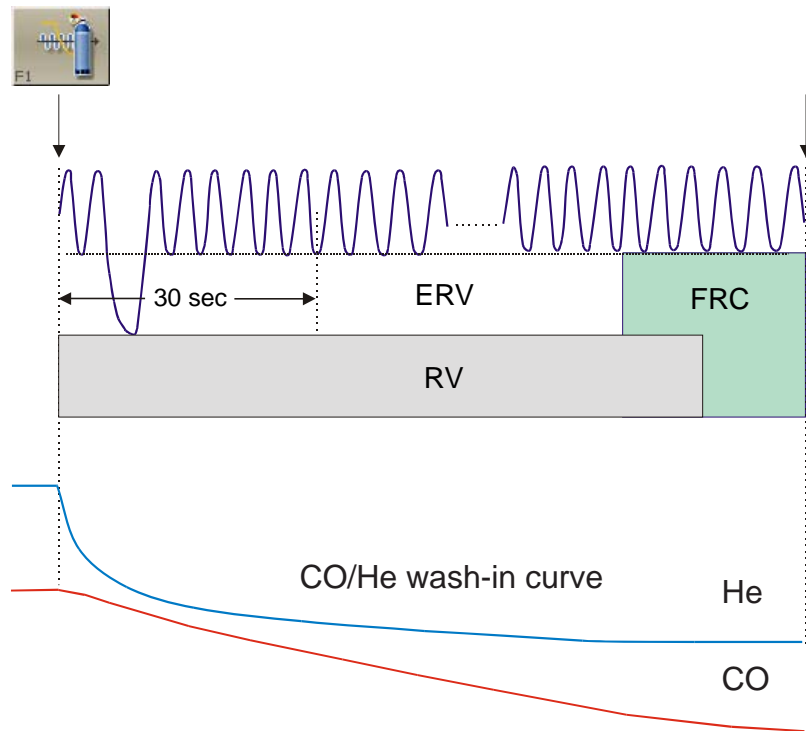 F1
30 sec
ERV
FRC
RV
CO/He wash-in curve
He
CO